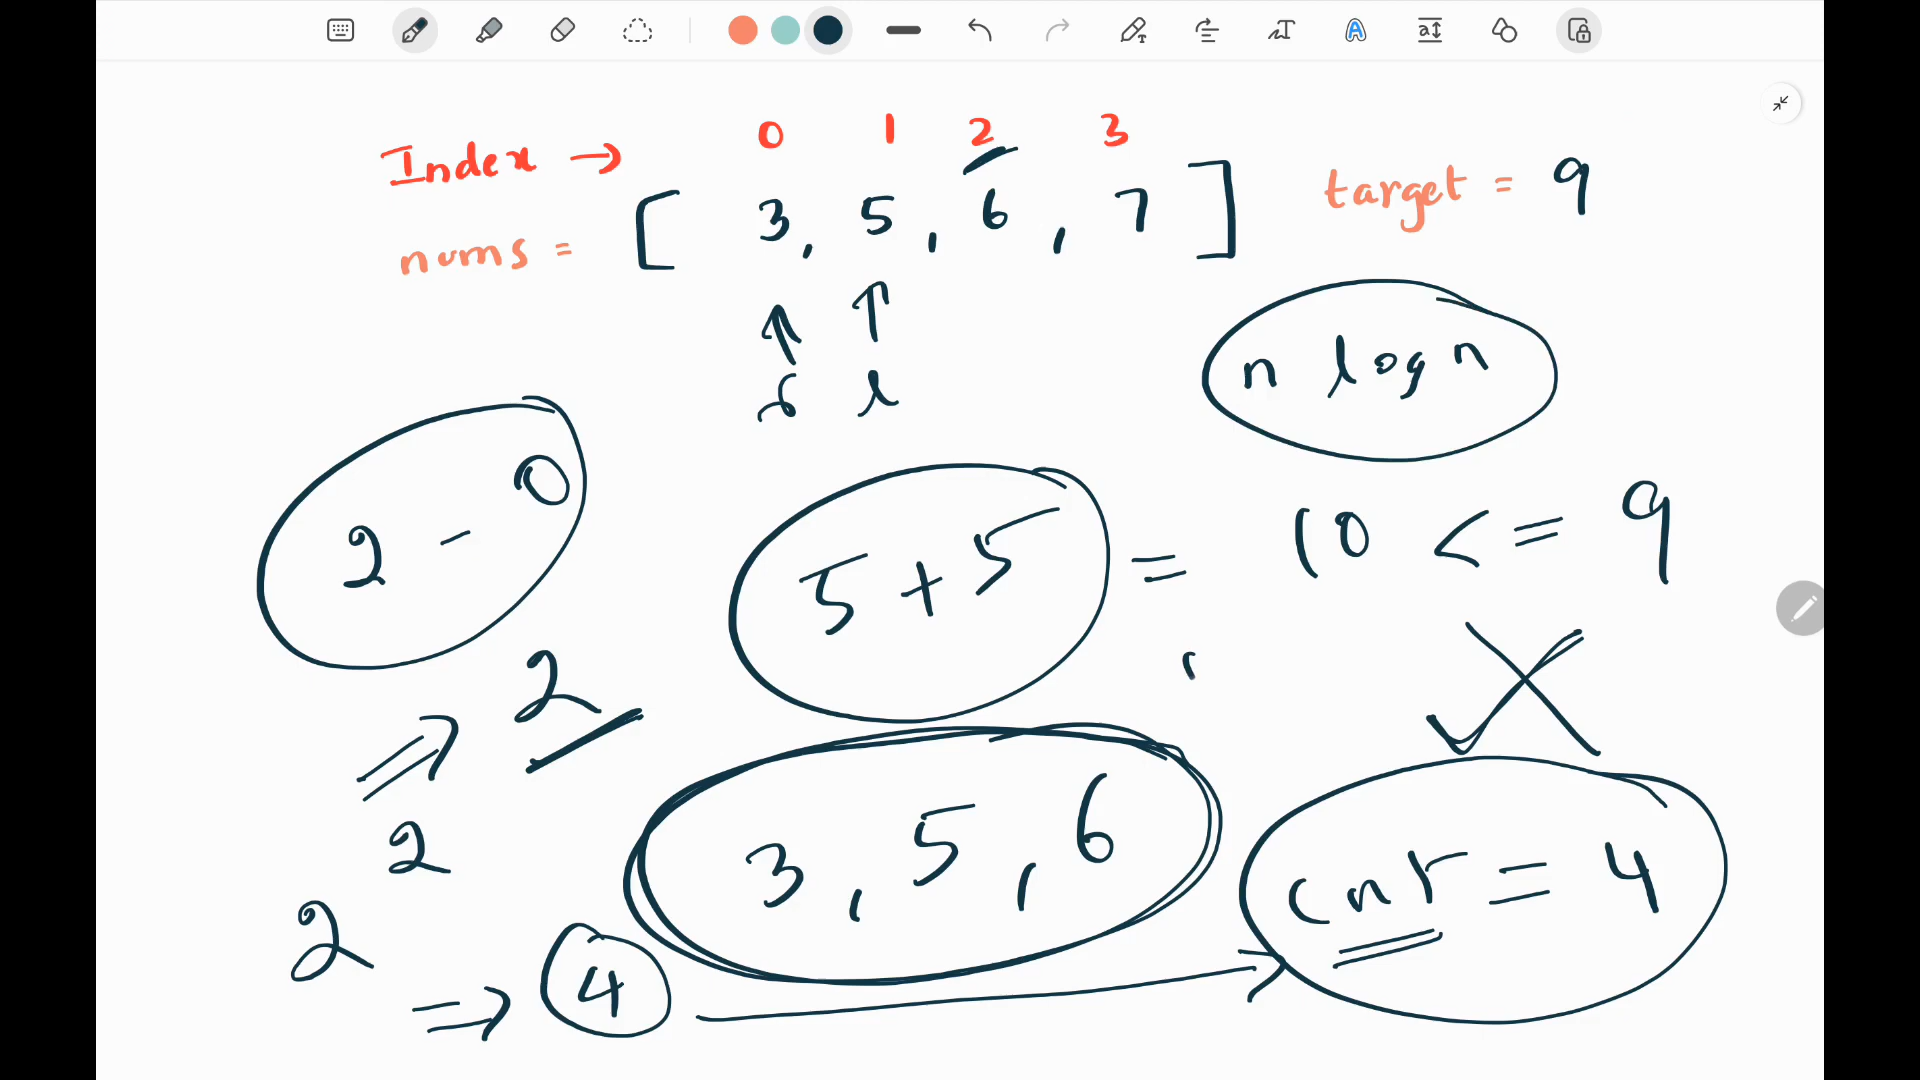 Index → 0 1 2 3
nums = [ 3, 5, 6, 7 ] target = 9
f l
n log n
2 - 0
5 + 5 = 10 <= 9
⇒ 2
2
3, 5, 6
cnt = 4
2
⇒ 4 →